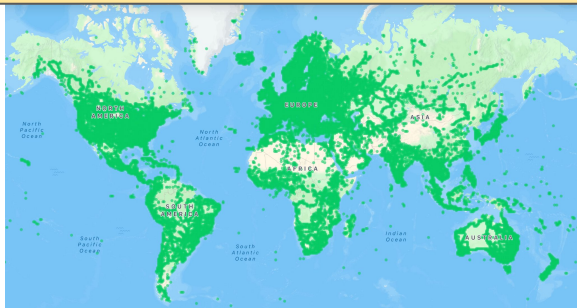 NORTH
AMERICA
EUROPE
ASIA
North
Pacific
Ocean
North
Atlantic
Ocean
AFRICA
SOUTH
AMERICA
South
Pacific
Ocean
South
Atlantic
Ocean
Indian
Ocean
AUSTRALIA